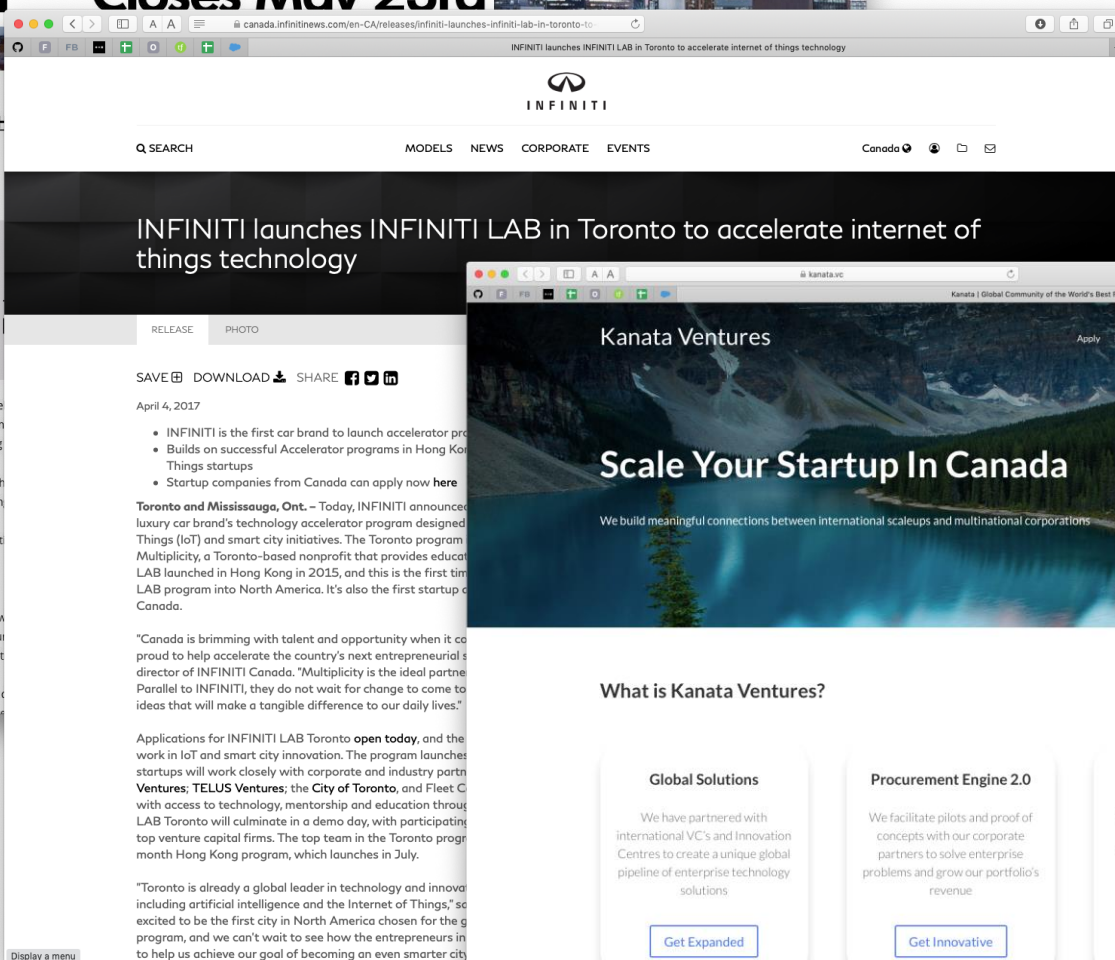 Closes May 23rd
A A
canada.infinitinews.com/en-CA/releases/infiniti-launches-infiniti-lab-in-toronto-to-
F FB
INFINITI launches INFINITI LAB in Toronto to accelerate internet of things technology
INFINITI
SEARCH MODELS NEWS CORPORATE EVENTS Canada
INFINITI launches INFINITI LAB in Toronto to accelerate internet of
things technology
RELEASE PHOTO
SAVE DOWNLOAD SHARE
April 4, 2017
• INFINITI is the first car brand to launch accelerator
• Builds on successful Accelerator programs in Hong
Things startups
• Startup companies from Canada can apply now here
Toronto and Mississauga, Ont. – Today, INFINITI announced
luxury car brand's technology accelerator program designed
Things (IoT) and smart city initiatives. The Toronto program
Multiplicity, a Toronto-based nonprofit that provides
LAB launched in Hong Kong in 2015, and this is the first
LAB program into North America. It's also the first startup
Canada.
"Canada is brimming with talent and opportunity when it
proud to help accelerate the country's next entrepreneurial
director of INFINITI Canada. "Multiplicity is the ideal
Parallel to INFINITI, they do not wait for change to come to
ideas that will make a tangible difference to our daily lives."
Applications for INFINITI LAB Toronto open today, and the
work in IoT and smart city innovation. The program launches
startups will work closely with corporate and industry
Ventures; TELUS Ventures; the City of Toronto, and Fleet
with access to technology, mentorship and education
LAB Toronto will culminate in a demo day, with participating
top venture capital firms. The top team in the Toronto
month Hong Kong program, which launches in July.
"Toronto is already a global leader in technology and
including artificial intelligence and the Internet of Things,"
excited to be the first city in North America chosen for the
program, and we can't wait to see how the entrepreneurs in
to help us achieve our goal of becoming an even smarter city
Display a menu
A A
kanata.vc
F FB
Kanata | Global Community of the World's Best
Kanata Ventures
Apply
Scale Your Startup In Canada
We build meaningful connections between international scaleups and multinational corporations
What is Kanata Ventures?
Global Solutions
We have partnered with
international VC's and Innovation
Centres to create a unique global
pipeline of enterprise technology
solutions
Get Expanded
Procurement Engine 2.0
We facilitate pilots and proof of
concepts with our corporate
partners to solve enterprise
problems and grow our portfolio's
revenue
Get Innovative